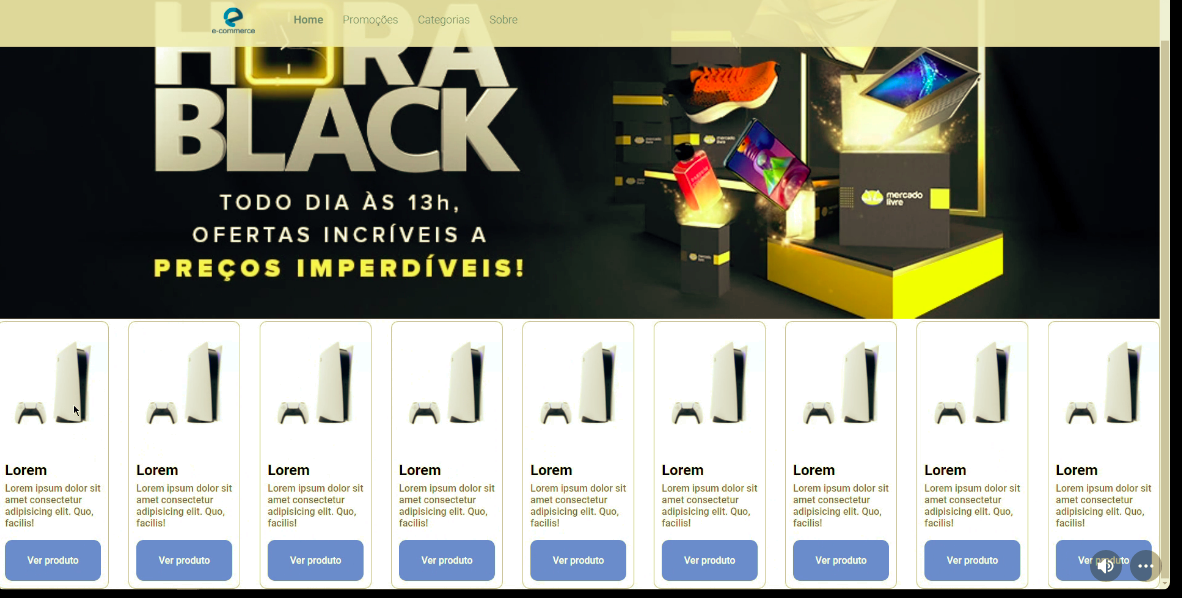 e-commerce
Home Promoções Categorias Sobre
HORA
BLACK
TODO DIA ÀS 13h,
OFERTAS INCRÍVEIS A
PREÇOS IMPERDÍVEIS!
mercado
livre
mercado
livre
Lorem
Lorem ipsum dolor sit
amet consectetur
adipisicing elit. Quo,
facilis!
Ver produto
Lorem
Lorem ipsum dolor sit
amet consectetur
adipisicing elit. Quo,
facilis!
Ver produto
Lorem
Lorem ipsum dolor sit
amet consectetur
adipisicing elit. Quo,
facilis!
Ver produto
Lorem
Lorem ipsum dolor sit
amet consectetur
adipisicing elit. Quo,
facilis!
Ver produto
Lorem
Lorem ipsum dolor sit
amet consectetur
adipisicing elit. Quo,
facilis!
Ver produto
Lorem
Lorem ipsum dolor sit
amet consectetur
adipisicing elit. Quo,
facilis!
Ver produto
Lorem
Lorem ipsum dolor sit
amet consectetur
adipisicing elit. Quo,
facilis!
Ver produto
Lorem
Lorem ipsum dolor sit
amet consectetur
adipisicing elit. Quo,
facilis!
Ver produto
Lorem
Lorem ipsum dolor sit
amet consectetur
adipisicing elit. Quo,
facilis!
Ver produto